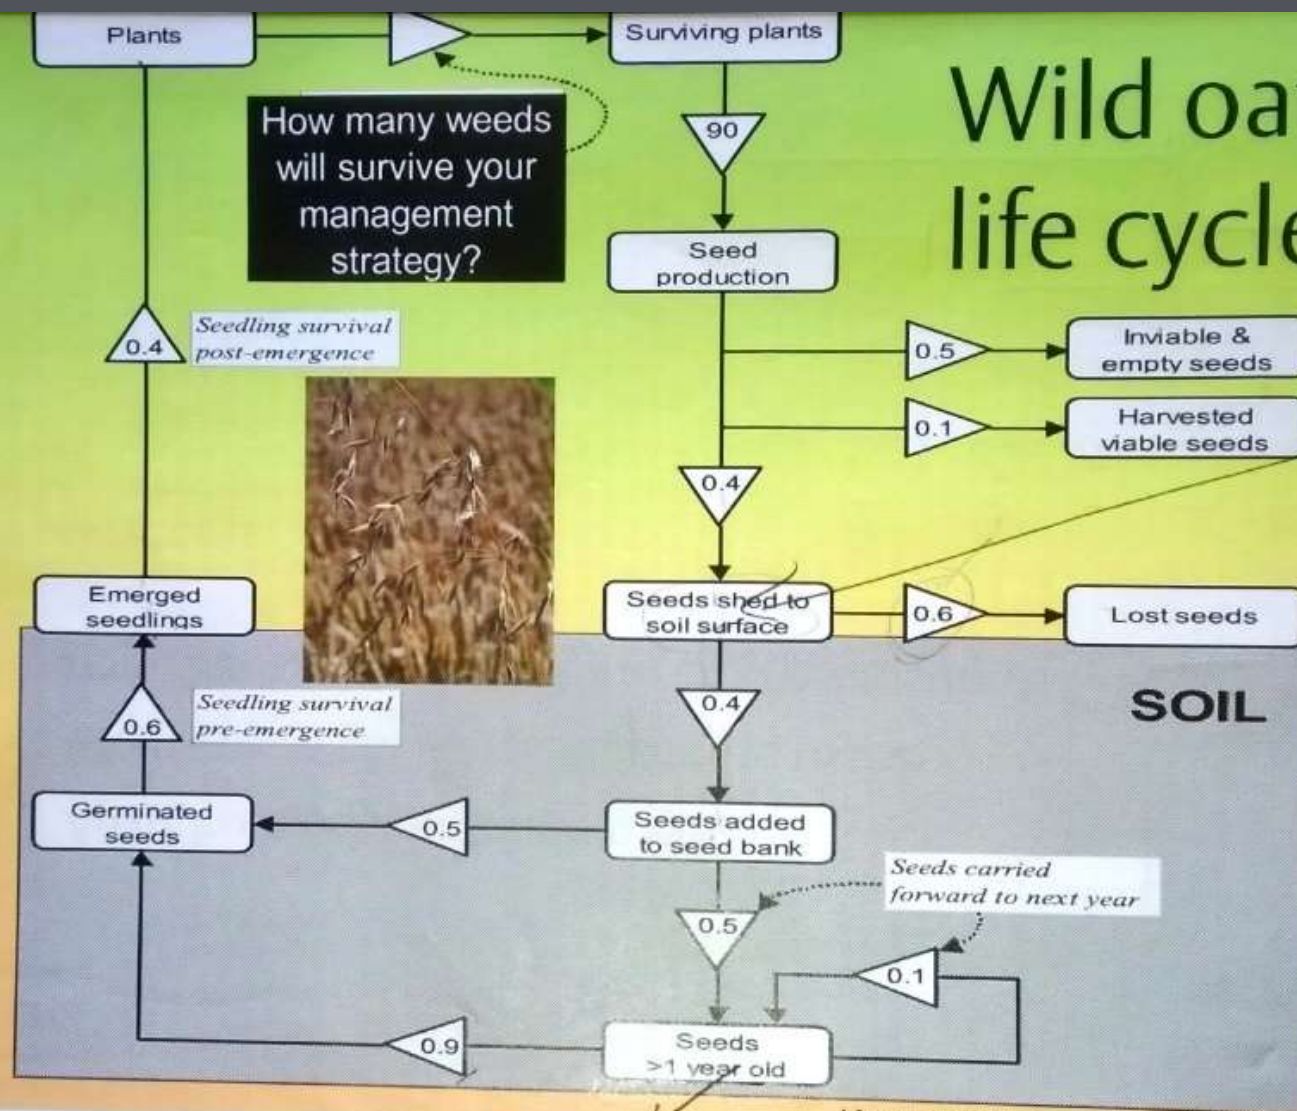 Plants
Surviving plants
Wild oa
life cycle
How many weeds
will survive your
management
strategy?
90
Seed
production
Seedling survival
post-emergence
0.4
0.5
Inviable &
empty seeds
0.1
Harvested
viable seeds
0.4
Emerged
seedlings
Seeds shed to
soil surface
0.6
Lost seeds
SOIL
Seedling survival
pre-emergence
0.6
0.4
Germinated
seeds
0.5
Seeds added
to seed bank
Seeds carried
forward to next year
0.5
0.1
0.9
Seeds
>1 year old